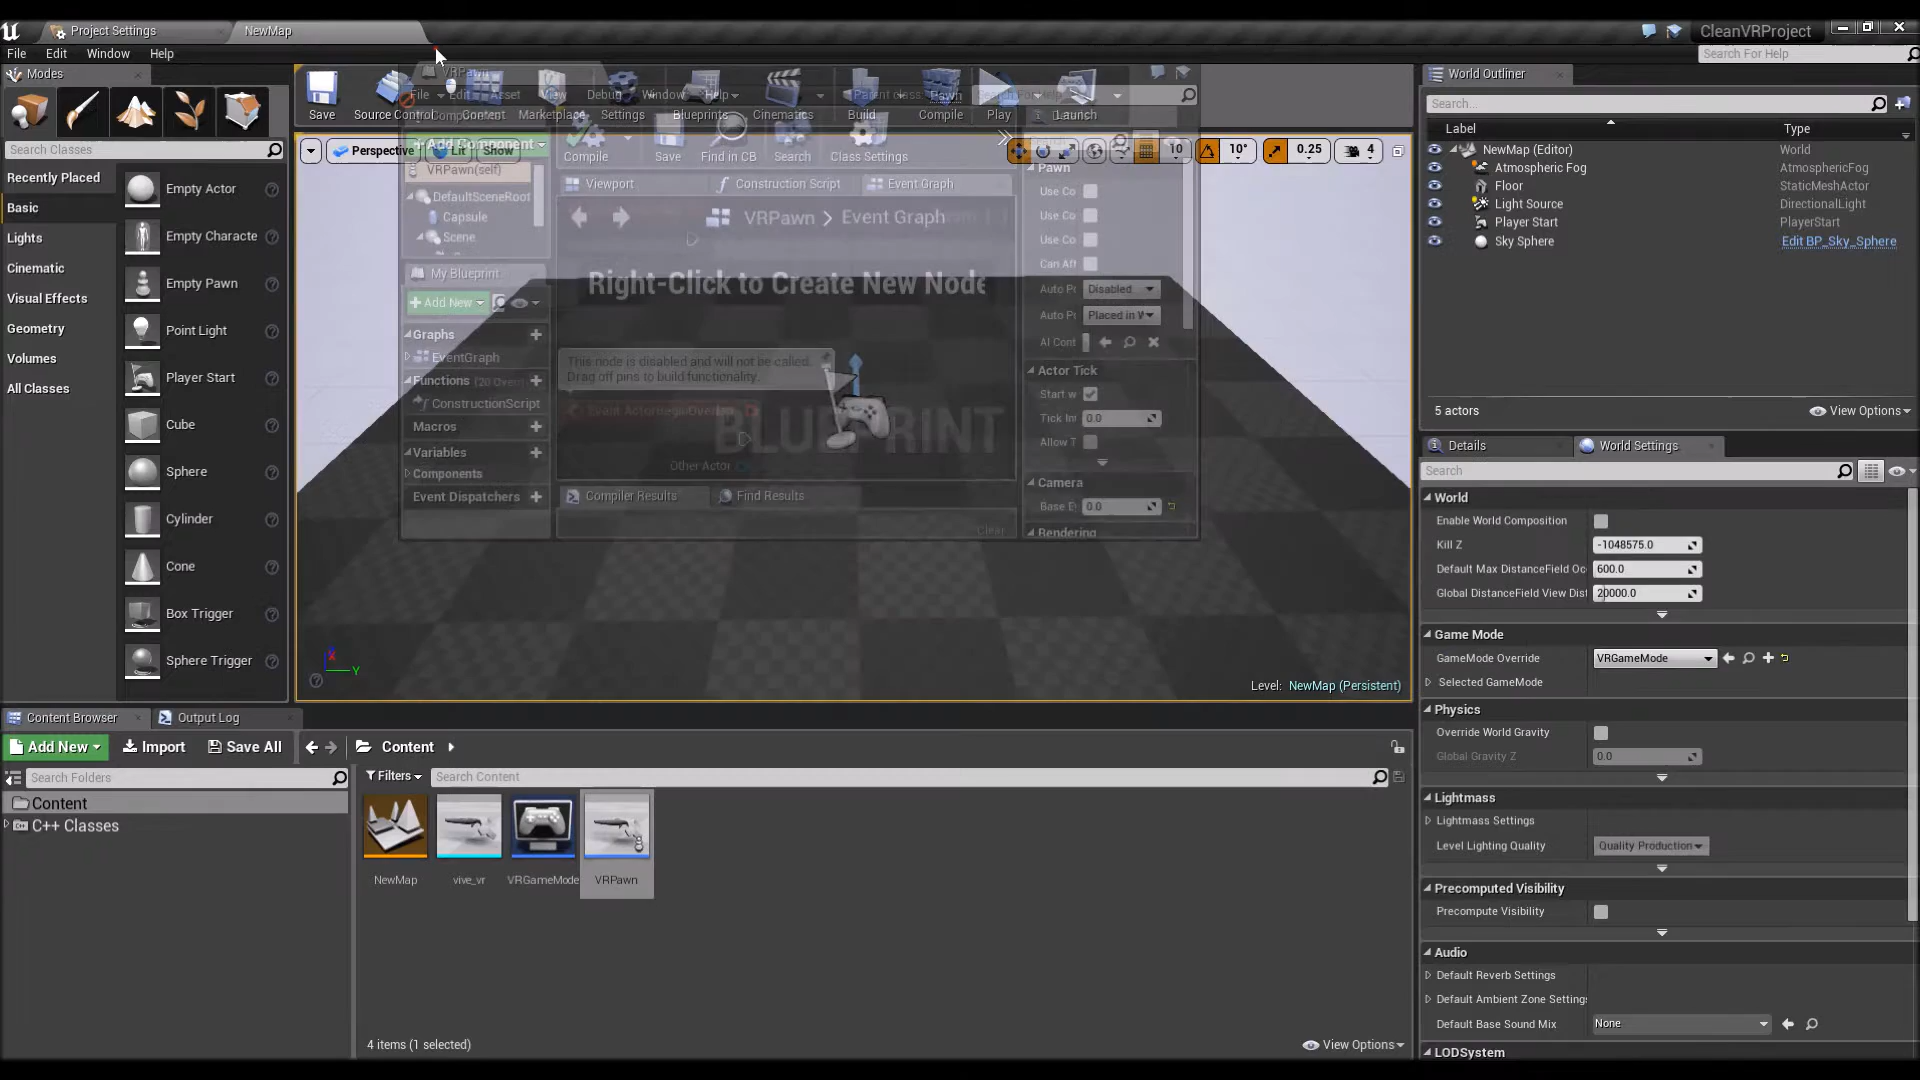 Project Settings
NewMap
CleanVRProject
File Edit Window Help
Search For Help
Modes
Search Classes
Recently Placed
Basic
Lights
Cinematic
Visual Effects
Geometry
Volumes
All Classes
Empty Actor
Empty Characte
Empty Pawn
Point Light
Player Start
Cube
Sphere
Cylinder
Cone
Box Trigger
Sphere Trigger
Save
Source Control
Content
Marketplace
Settings
Blueprints
Cinematics
Build
Compile
Play
Launch
VRPawn
File Edit Asset View Debug Window Help
Parent class: Pawn
Add Component
VRPawn(self)
DefaultSceneRoot
Capsule
Scene
My Blueprint
Add New
Graphs
EventGraph
Functions
ConstructionScript
Macros
Variables
Components
Event Dispatchers
Compile
Save
Find in CB
Search
Class Settings
Viewport
Construction Script
Event Graph
VRPawn > Event Graph
Right-Click to Create New Node
This node is disabled and will not be called.
Drag off pins to build functionality.
Event ActorBeginOverlap
Other Actor
BLUEPRINT
Compiler Results
Find Results
Clear
Pawn
Use Co
Use Co
Use Co
Can Aff
Auto P
Disabled
Auto P
Placed in W
AI Cont
Actor Tick
Start w
Tick In
0.0
Allow T
Camera
Base E
0.0
Rendering
Perspective
Lit
Show
10
10°
0.25
4
Level: NewMap (Persistent)
X
Y
World Outliner
Search...
Label
Type
NewMap (Editor)
World
Atmospheric Fog
AtmosphericFog
Floor
StaticMeshActor
Light Source
DirectionalLight
Player Start
PlayerStart
Sky Sphere
Edit BP_Sky_Sphere
5 actors
View Options
Details
World Settings
Search
World
Enable World Composition
Kill Z
-1048575.0
Default Max DistanceField Oc
600.0
Global DistanceField View Dist
20000.0
Game Mode
GameMode Override
VRGameMode
Selected GameMode
Physics
Override World Gravity
Global Gravity Z
0.0
Lightmass
Lightmass Settings
Level Lighting Quality
Quality Production
Precomputed Visibility
Precompute Visibility
Audio
Default Reverb Settings
Default Ambient Zone Settings
Default Base Sound Mix
None
LODSystem
Content Browser
Output Log
Add New
Import
Save All
Content
Search Folders
Filters
Search Content
Content
C++ Classes
NewMap
vive_vr
VRGameMode
VRPawn
4 items (1 selected)
View Options